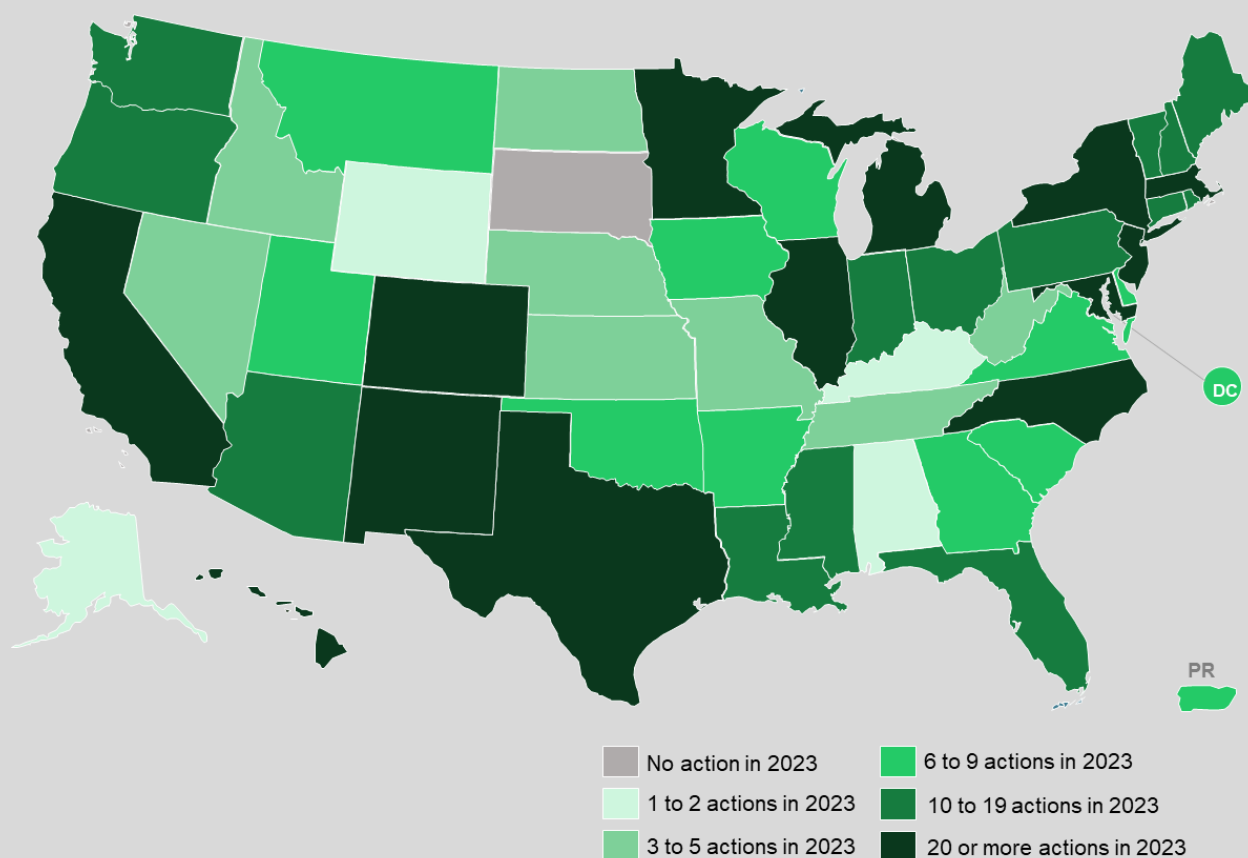 DC
PR
No action in 2023
1 to 2 actions in 2023
3 to 5 actions in 2023
6 to 9 actions in 2023
10 to 19 actions in 2023
20 or more actions in 2023